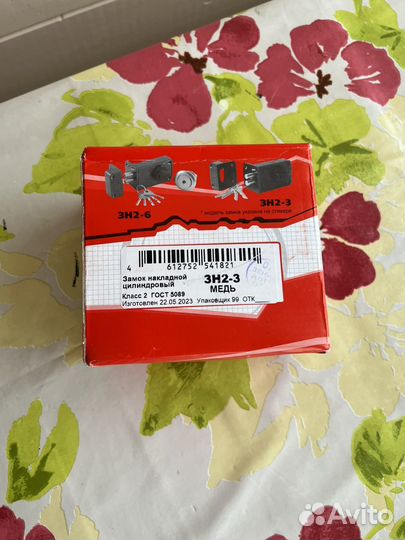 ЗН2-6
ЗН2-3
* модель замка указана на стикере
4 612752 541821
Замок накладной
цилиндровый
ЗН2-3
МЕДЬ
Класс 2 ГОСТ 5089
Изготовлен 22.05.2023 Упаковщик 99 ОТК
Avito